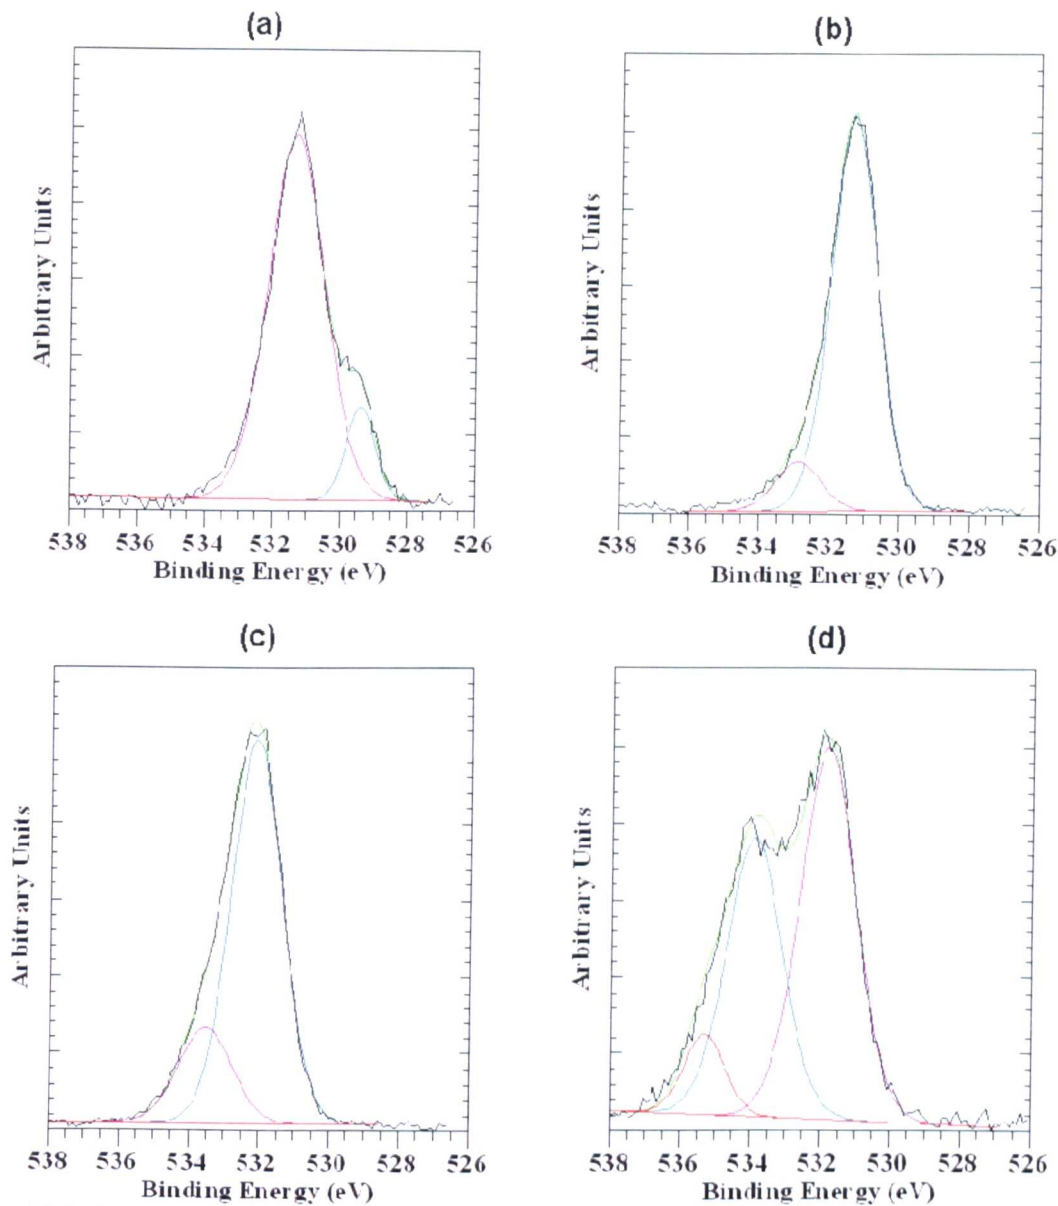 (a)
Arbitrary Units
538 536 534 532 530 528 526
Binding Energy (eV)
(b)
Arbitrary Units
538 536 534 532 530 528 526
Binding Energy (eV)
(c)
Arbitrary Units
538 536 534 532 530 528 526
Binding Energy (eV)
(d)
Arbitrary Units
538 536 534 532 530 528 526
Binding Energy (eV)